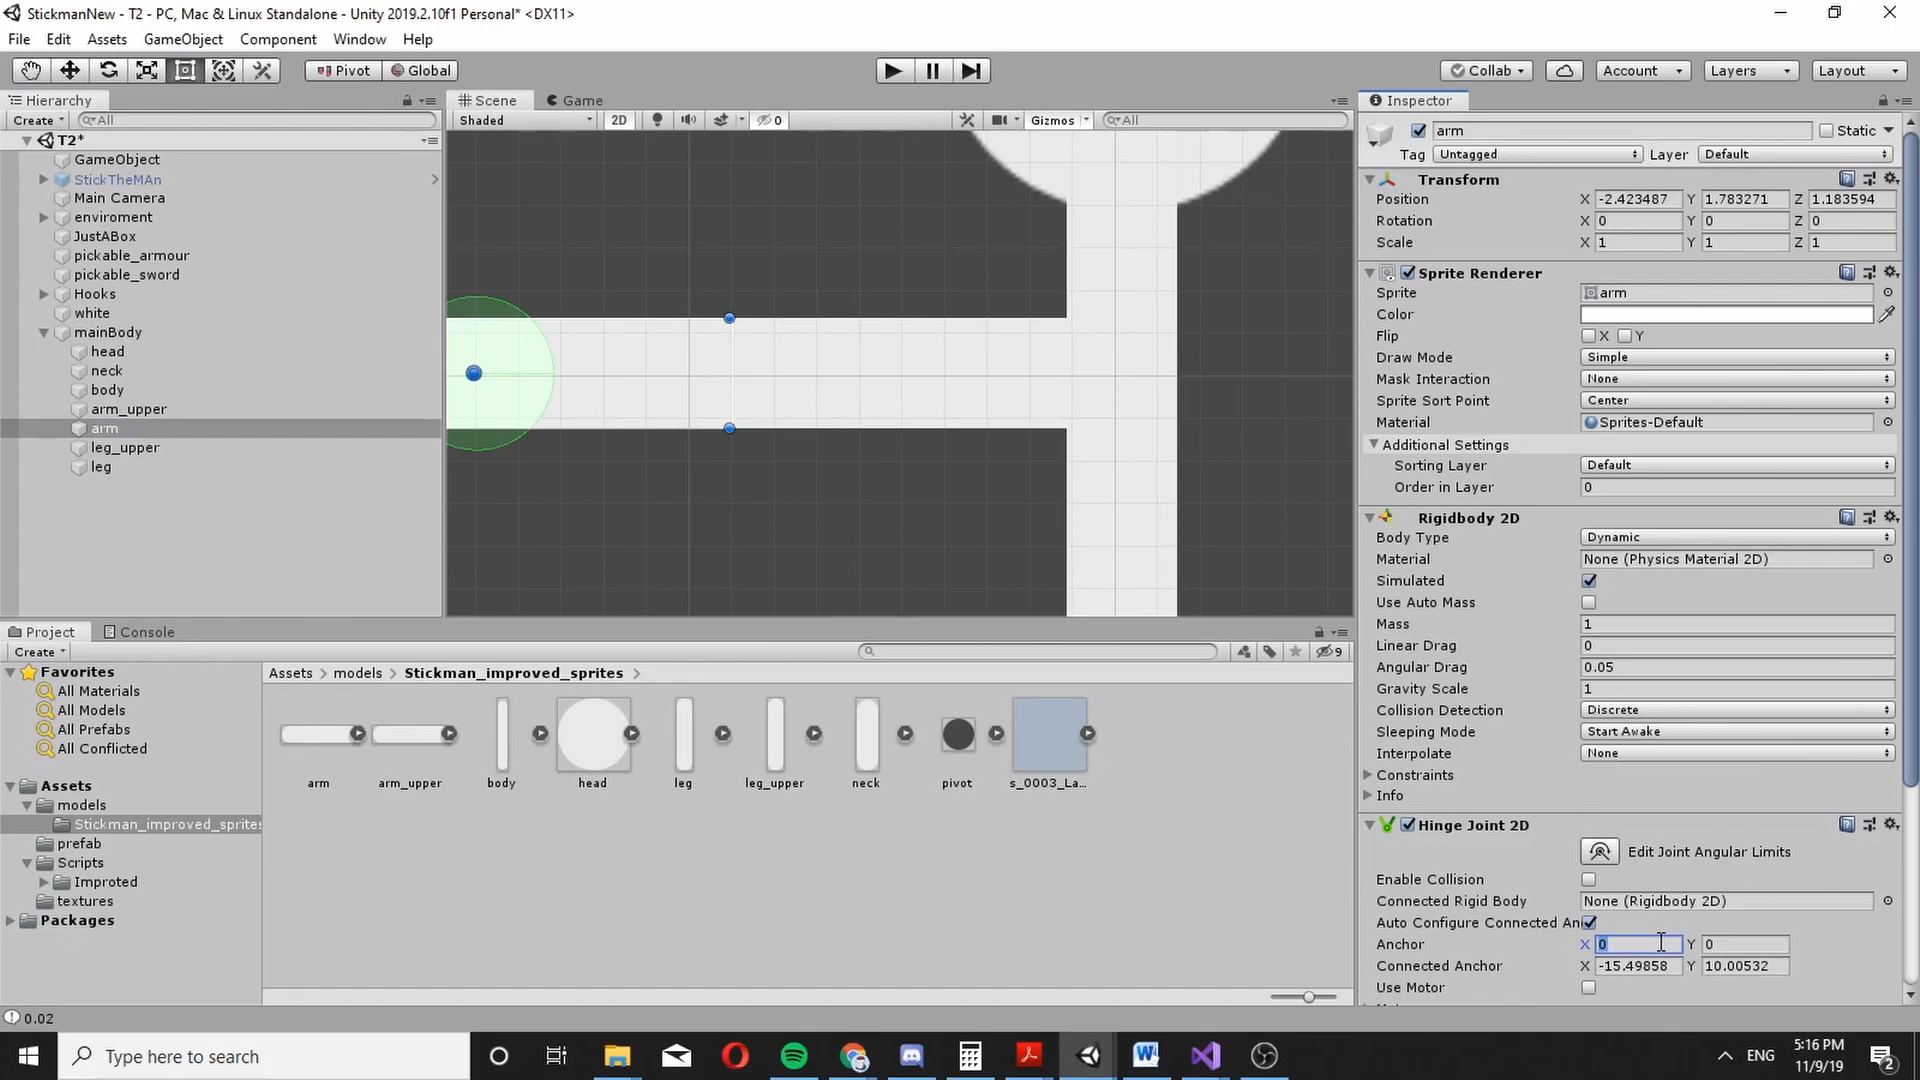 StickmanNew - T2 - PC, Mac & Linux Standalone - Unity 2019.2.10f1 Personal* <DX11>
File Edit Assets GameObject Component Window Help
Pivot Global Collab Account Layers Layout
Hierarchy
Create All
T2*
GameObject
StickTheMAn
Main Camera
enviroment
JustABox
pickable_armour
pickable_sword
Hooks
white
mainBody
head
neck
body
arm_upper
arm
leg_upper
leg
Scene Game
Shaded 2D 0 Gizmos All
Inspector
arm Static
Tag Untagged Layer Default
Transform
Position X -2.423487 Y 1.783271 Z 1.183594
Rotation X 0 Y 0 Z 0
Scale X 1 Y 1 Z 1
Sprite Renderer
Sprite arm
Color
Flip X Y
Draw Mode Simple
Mask Interaction None
Sprite Sort Point Center
Material Sprites-Default
Additional Settings
Sorting Layer Default
Order in Layer 0
Rigidbody 2D
Body Type Dynamic
Material None (Physics Material 2D)
Simulated
Use Auto Mass
Mass 1
Linear Drag 0
Angular Drag 0.05
Gravity Scale 1
Collision Detection Discrete
Sleeping Mode Start Awake
Interpolate None
Constraints
Info
Hinge Joint 2D
Edit Joint Angular Limits
Enable Collision
Connected Rigid Body None (Rigidbody 2D)
Auto Configure Connected An
Anchor X 0 Y 0
Connected Anchor X -15.49858 Y 10.00532
Use Motor
Project Console
Create 9
Favorites
All Materials
All Models
All Prefabs
All Conflicted
Assets
models
Stickman_improved_sprites
prefab
Scripts
Improted
textures
Packages
Assets models Stickman_improved_sprites
arm arm_upper body head leg leg_upper neck pivot s_0003_La...
0.02
Type here to search
ENG
5:16 PM
11/9/19
2